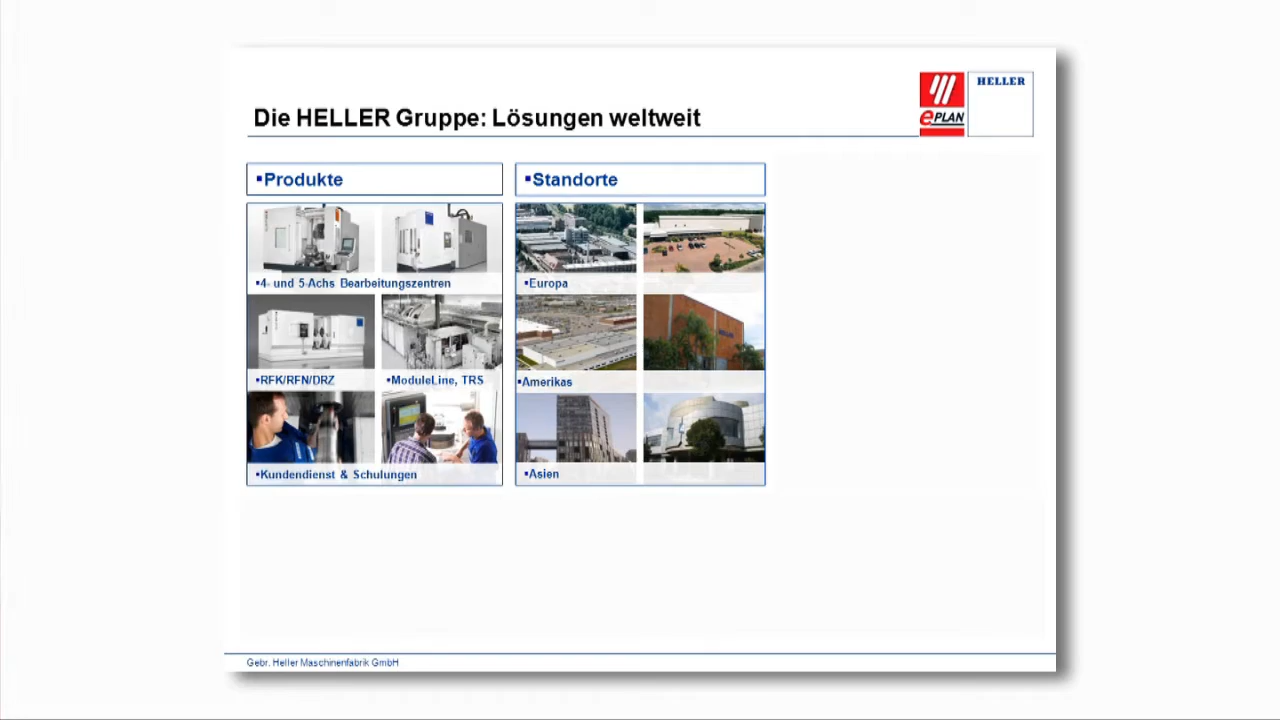 HELLER
ePLAN
Die HELLER Gruppe: Lösungen weltweit
▪Produkte
▪Standorte
▪4- und 5-Achs Bearbeitungszentren
▪Europa
▪RFK/RFN/DRZ
▪ModuleLine, TRS
▪Amerikas
▪Kundendienst & Schulungen
▪Asien
Gebr. Heller Maschinenfabrik GmbH